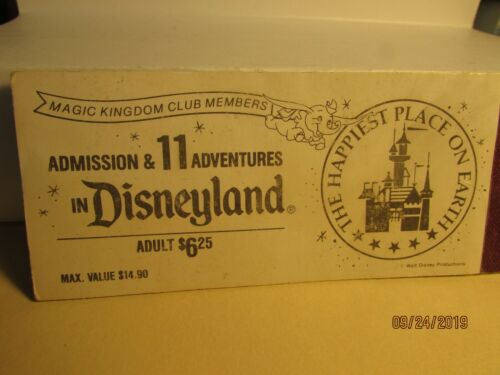 MAGIC KINGDOM CLUB MEMBERS
ADMISSION & 11 ADVENTURES
IN Disneyland®
ADULT $6.25
MAX. VALUE $14.90
THE HAPPIEST PLACE ON EARTH
© Walt Disney Productions
09/24/2019